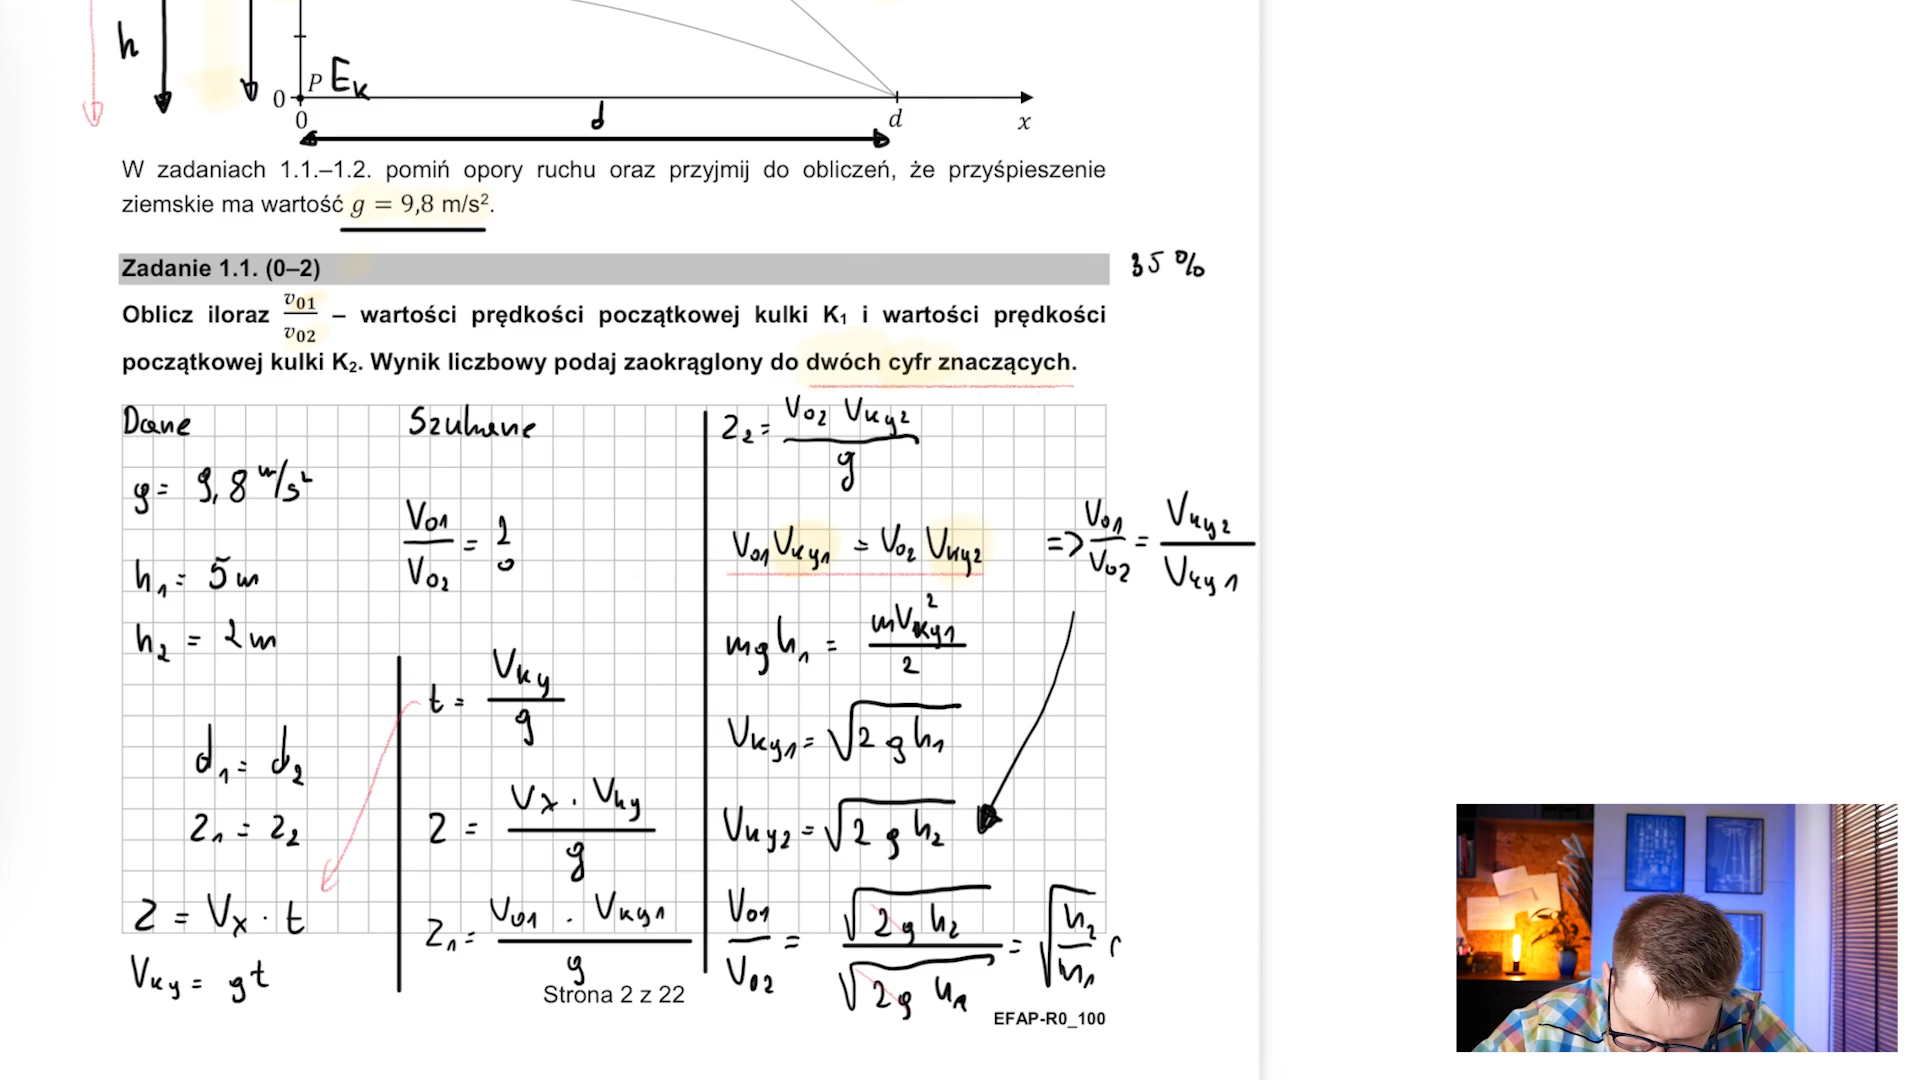 h
P E_K
0
0
d
d
x
W zadaniach 1.1.–1.2. pomiń opory ruchu oraz przyjmij do obliczeń, że przyśpieszenie
ziemskie ma wartość g = 9,8 m/s².
Zadanie 1.1. (0–2)
35 %
Oblicz iloraz v₀₁/v₀₂ – wartości prędkości początkowej kulki K₁ i wartości prędkości
początkowej kulki K₂. Wynik liczbowy podaj zaokrąglony do dwóch cyfr znaczących.
Dane
g = 9,8 m/s²
h₁ = 5 m
h₂ = 2 m
d₁ = d₂
Z₁ = Z₂
Z = Vx · t
Vky = gt
Szukane
V01/V02 = ?
t = Vky/g
Z = Vx · Vky/g
Z₁ = V01 · Vky1/g
Z₂ = V02 Vky2/g
V01 Vky1 = V02 Vky2 => V01/V02 = Vky2/Vky1
mgh₁ = mVky1²/2
Vky1 = √2gh₁
Vky2 = √2gh₂
V01/V02 = √2gh₂/√2gh₁ = √h₂/h₁
Strona 2 z 22
EFAP-R0_100